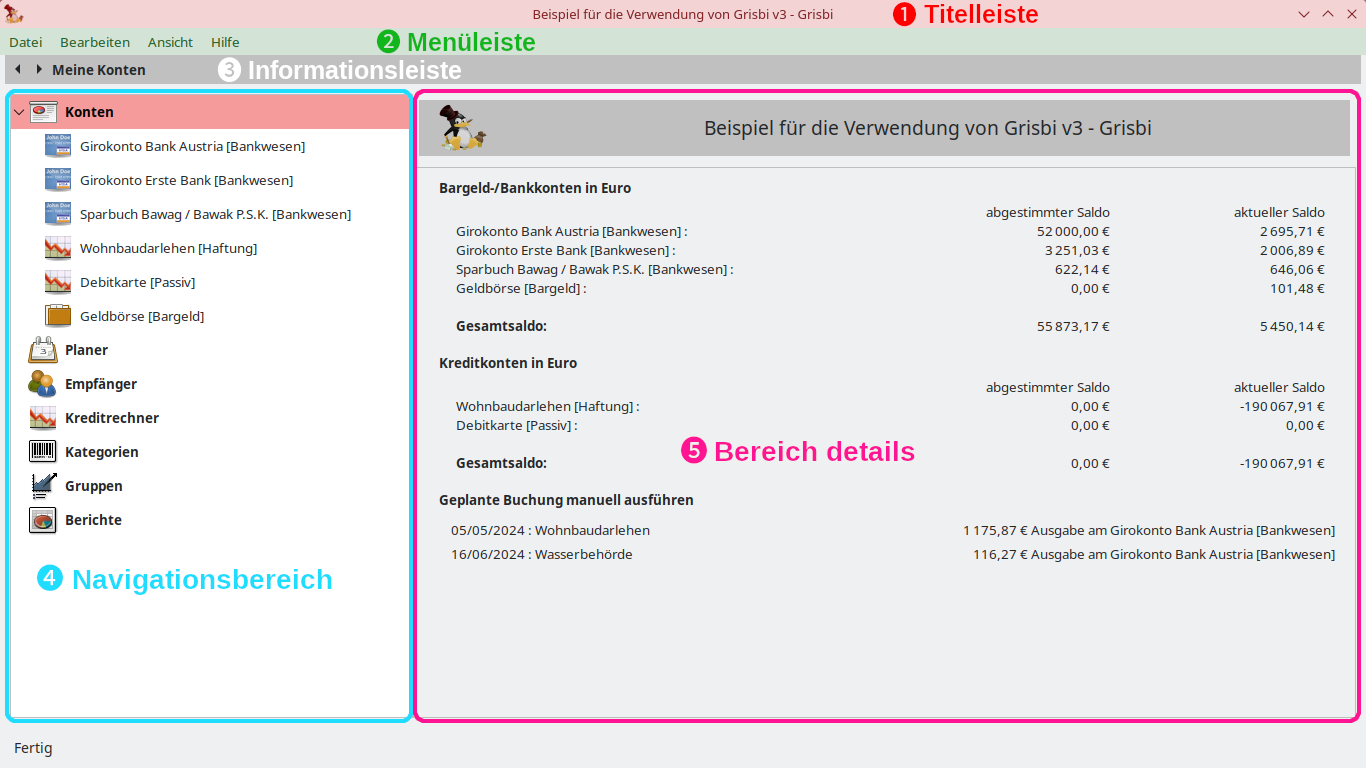 Beispiel für die Verwendung von Grisbi v3 - Grisbi
❶ Titelleiste
Datei Bearbeiten Ansicht Hilfe
❷ Menüleiste
Meine Konten
❸ Informationsleiste
Konten
Girokonto Bank Austria [Bankwesen]
Girokonto Erste Bank [Bankwesen]
Sparbuch Bawag / Bawak P.S.K. [Bankwesen]
Wohnbaudarlehen [Haftung]
Debitkarte [Passiv]
Geldbörse [Bargeld]
Planer
Empfänger
Kreditrechner
Kategorien
Gruppen
Berichte
❹ Navigationsbereich
Beispiel für die Verwendung von Grisbi v3 - Grisbi
Bargeld-/Bankkonten in Euro
abgestimmter Saldo aktueller Saldo
Girokonto Bank Austria [Bankwesen] : 52 000,00 € 2 695,71 €
Girokonto Erste Bank [Bankwesen] : 3 251,03 € 2 006,89 €
Sparbuch Bawag / Bawak P.S.K. [Bankwesen] : 622,14 € 646,06 €
Geldbörse [Bargeld] : 0,00 € 101,48 €
Gesamtsaldo: 55 873,17 € 5 450,14 €
Kreditkonten in Euro
abgestimmter Saldo aktueller Saldo
Wohnbaudarlehen [Haftung] : 0,00 € -190 067,91 €
Debitkarte [Passiv] : 0,00 € 0,00 €
❺ Bereich details
Gesamtsaldo: 0,00 € -190 067,91 €
Geplante Buchung manuell ausführen
05/05/2024 : Wohnbaudarlehen 1 175,87 € Ausgabe am Girokonto Bank Austria [Bankwesen]
16/06/2024 : Wasserbehörde 116,27 € Ausgabe am Girokonto Bank Austria [Bankwesen]
Fertig